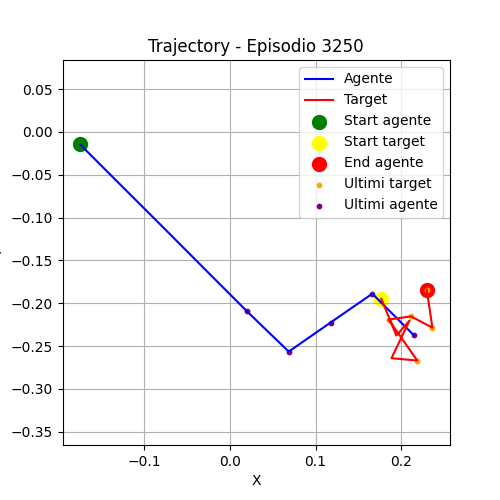 Trajectory - Episodio 3250
Agente
Target
Start agente
Start target
End agente
Ultimi target
Ultimi agente
0.05
0.00
−0.05
−0.10
−0.15
−0.20
−0.25
−0.30
−0.35
−0.1
0.0
0.1
0.2
X